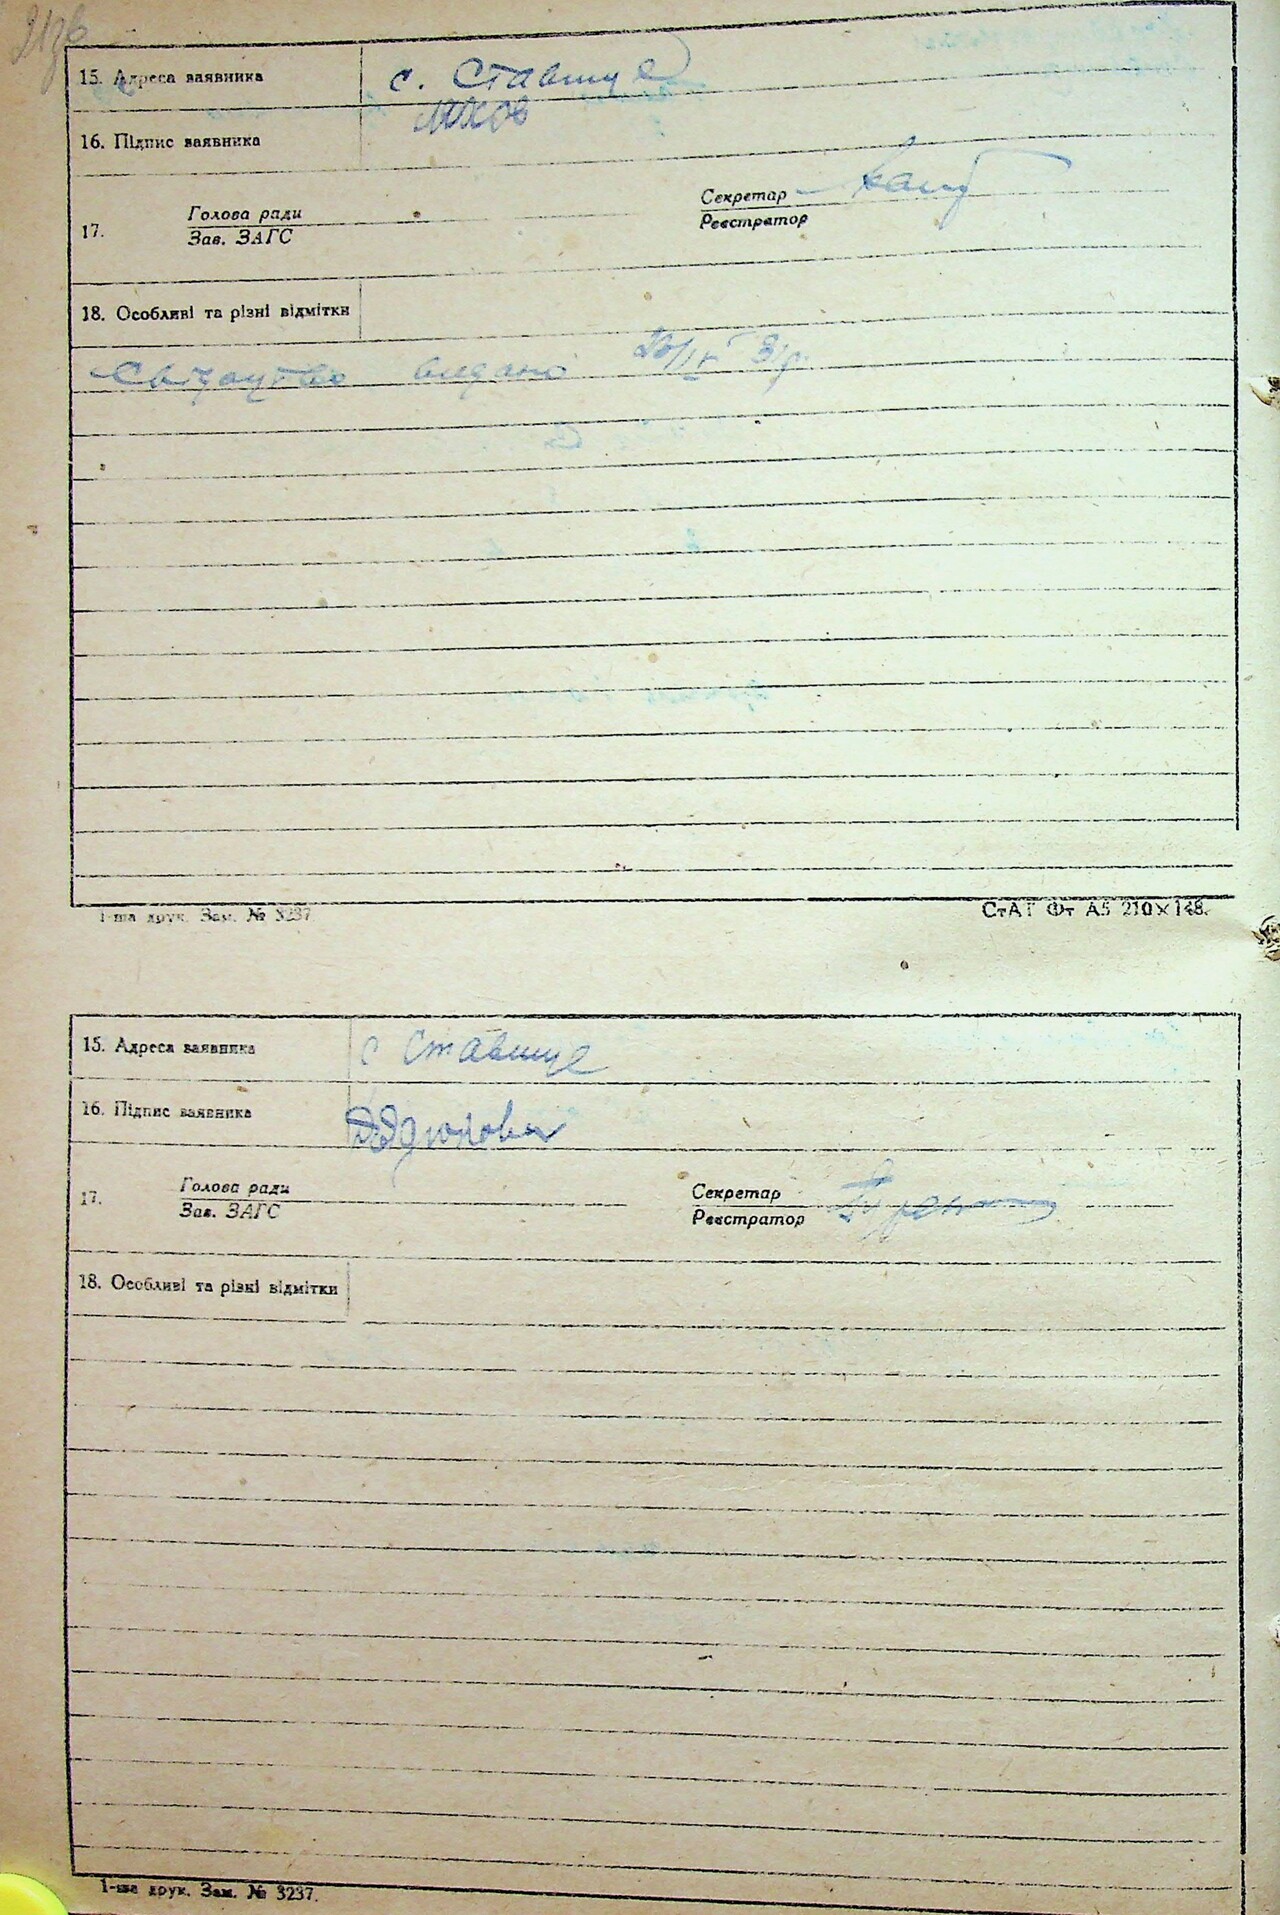 15. Адреса заявника с. Ставище
16. Підпис заявника
Секретар
Голова ради
17.
Реєстратор
Зав. ЗАГС
18. Особливі та різні відмітки
Свідоцтво видано
1-ша друк. Зам. № 3237
СтАТ Фт А5 210×148.
15. Адреса заявника с Ставище
16. Підпис заявника
Голова ради
Секретар
17.
Зав. ЗАГС
Реєстратор
18. Особливі та різні відмітки
1-ша друк. Зам. № 3237.